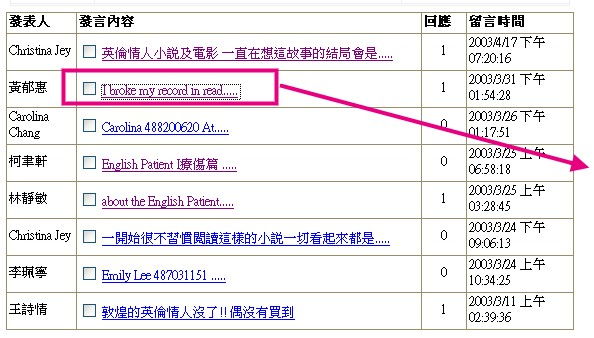 發表人 發言內容 回應 留言時間
Christina Jey 英倫情人小説及電影 一直在想這故事的結局會是..... 1 2003/4/17 下午
07:20:16
黃郁惠 I broke my record in read..... 1 2003/3/31 下午
01:54:28
Carolina
Chang Carolina 488200620 At..... 0 2003/3/26 下午
01:17:51
柯聿軒 English Patient I療傷篇 ..... 0 2003/3/25 上午
06:58:18
林靜敏 about the English Patient..... 1 2003/3/25 上午
03:28:45
Christina Jey 一開始很不習慣閱讀這樣的小説一切看起來都是..... 0 2003/3/24 下午
09:06:13
李珮寧 Emily Lee 487031151 ..... 0 2003/3/24 上午
10:34:25
王詩情 敦煌的英倫情人沒了!! 偶沒有買到 1 2003/3/11 上午
02:39:36